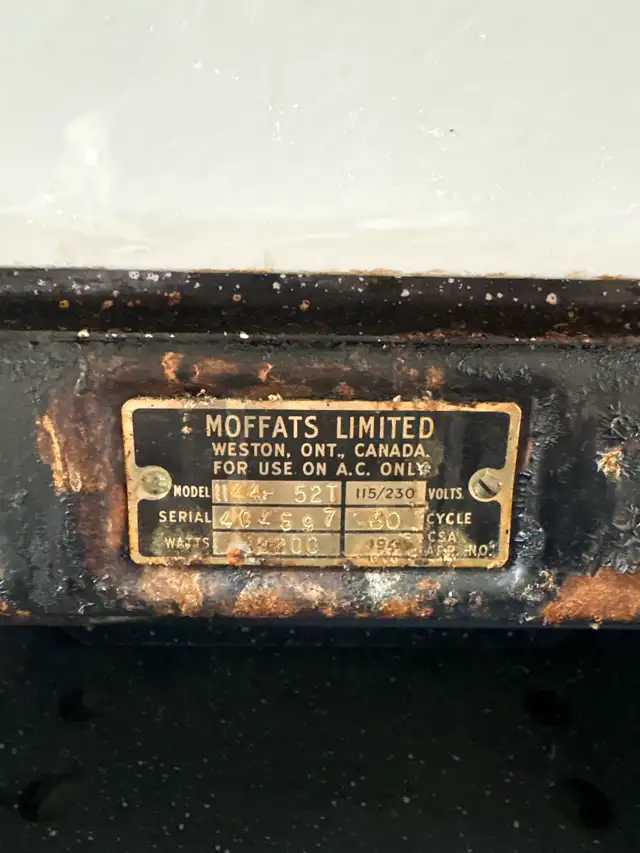 MOFFATS LIMITED
WESTON, ONT., CANADA.
FOR USE ON A.C. ONLY
MODEL 52T 115/230 VOLTS.
SERIAL 60 CYCLE
WATTS CSA
APP. NO.